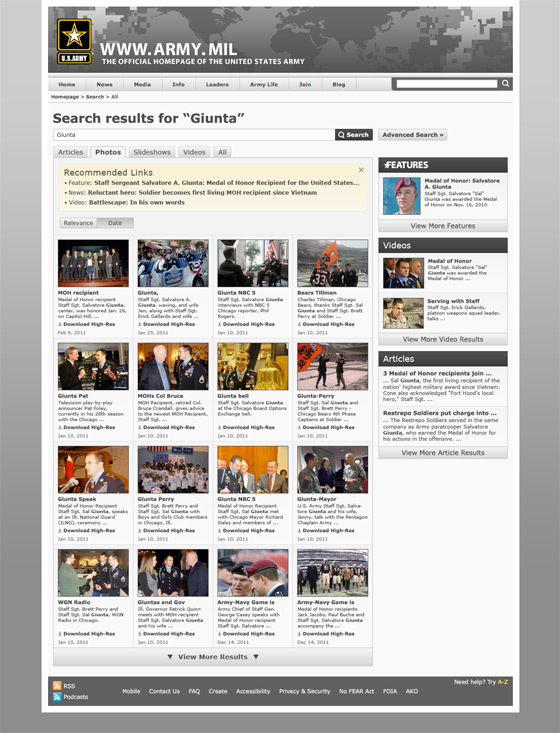 U.S.ARMY
WWW.ARMY.MIL
THE OFFICIAL HOMEPAGE OF THE UNITED STATES ARMY
Home News Media Info Leaders Army Life Join Blog
Homepage > Search > All
Search results for “Giunta”
Giunta Search Advanced Search »
Articles Photos Slideshows Videos All
Recommended Links
• Feature: Staff Sergeant Salvatore A. Giunta: Medal of Honor Recipient for the United States...
• News: Reluctant hero: Soldier becomes first living MOH recipient since Vietnam
• Video: Battlescape: In his own words
Relevance Date
MOH recipient
Medal of Honor recipient
Staff Sgt. Salvatore Giunta,
center, was honored Jan. 26,
on Capitol Hill, ...
Download High-Res
Feb 9, 2011
Giunta,
Staff Sgt. Salvatore A.
Giunta, waving, and wife
Jen, along with Staff Sgt.
Erick Gallardo and wife ...
Download High-Res
Jan 25, 2011
Giunta NBC 5
Staff Sgt. Salvatore Giunta
interviews with NBC
Chicago reporter, Phil
Rogers.
Download High-Res
Jan 10, 2011
Bears Tillman
Charles Tillman, Chicago
Bears, thanks Staff Sgt. Sal
Giunta and Staff Sgt. Brett
Perry at Soldier ...
Download High-Res
Jan 10, 2011
Giunta Pat
Television play-by-play
announcer Pat Foley,
currently in his 28th season
with the Chicago ...
Download High-Res
Jan 10, 2011
MOHs Col Bruce
MOH Recipient, retired Col.
Bruce Crandall, gives advice
to the newest MOH Recipient,
Staff Sgt. ...
Download High-Res
Jan 10, 2011
Giunta bell
Staff Sgt. Salvatore Giunta
at the Chicago Board Options
Exchange bell.
Download High-Res
Jan 10, 2011
Giunta-Perry
Staff Sgt. Sal Giunta and
Staff Sgt. Brett Perry -
Chicago Bears 4th Phase
Captains at Soldier ...
Download High-Res
Jan 10, 2011
Giunta Speak
Medal of Honor Recipient
Staff Sgt. Sal Giunta, speaks
at an Ill. National Guard
(ILNG), ceremony ...
Download High-Res
Jan 10, 2011
Giunta Perry
Staff Sgt. Brett Perry and
Staff Sgt. Sal Giunta with
Boys and Girls Club members
in Chicago, Ill.
Download High-Res
Jan 10, 2011
Giunta NBC 5
Medal of Honor Recipient
Staff Sgt. Sal Giunta met
with Chicago Mayor Richard
Daley and members of ...
Download High-Res
Jan 10, 2011
Giunta-Mayor
U.S. Army Staff Sgt. Salva-
tore Giunta and his wife,
Jenny, talk with the Pentagon
Chaplain Army ...
Download High-Res
Jan 10, 2011
WGN Radio
Staff Sgt. Brett Perry and
Staff Sgt. Sal Giunta, WGN
Radio in Chicago.
Download High-Res
Jan 10, 2011
Giuntas and Gov
Ill. Governor Patrick Quinn
meets with MOH recipient
Staff Sgt. Salvatore Giunta
and his wife ...
Download High-Res
Jan 10, 2011
Army-Navy Game is
Army Chief of Staff Gen.
George Casey speaks with
Medal of Honor recipient
Staff Sgt. Salvatore ...
Download High-Res
Dec 14, 2011
Army-Navy Game is
Medal of Honor recipients
Jack Jacobs, Paul Bucha and
Staff Sgt. Salvatore Giunta
accompany the ...
Download High-Res
Dec 14, 2011
▼ View More Results ▼
FEATURES
Medal of Honor: Salvatore
A. Giunta
Staff Sgt. Salvatore "Sal"
Giunta was awarded the Medal
of Honor on Nov. 16, 2010
View More Features
Videos
Medal of Honor
Staff Sgt. Salvatore "Sal"
Giunta was awarded the
Medal of Honor ...
Serving with Staff
Staff Sgt. Erick Gallardo,
platoon weapons squad leader,
talks ...
View More Video Results
Articles
3 Medal of Honor recipients join ...
... Sal Giunta, the first living recipient of the
nation' highest military award since Vietnam.
Cone also acknowledged "Fort Hood's local
hero," Staff Sgt. ...
Restrepo Soldiers put charge into ...
... The Restrepo Soldiers served in the same
company as Army paratrooper Salvatore
Giunta, who earned the Medal of Honor for
his actions in the offensive. ...
View More Article Results
RSS
Podcasts
Mobile Contact Us FAQ Create Accessibility Privacy & Security No FEAR Act FOIA AKO
Need help? Try A-Z